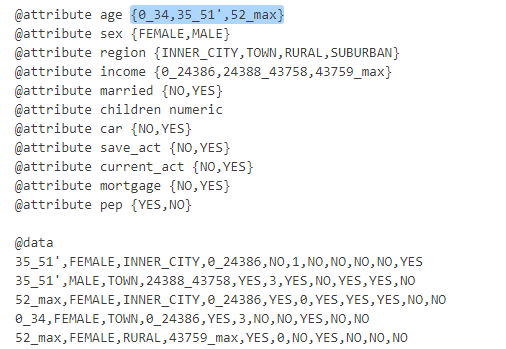 @attribute age {0_34,35_51',52_max}
@attribute sex {FEMALE,MALE}
@attribute region {INNER_CITY,TOWN,RURAL,SUBURBAN}
@attribute income {0_24386,24388_43758,43759_max}
@attribute married {NO,YES}
@attribute children numeric
@attribute car {NO,YES}
@attribute save_act {NO,YES}
@attribute current_act {NO,YES}
@attribute mortgage {NO,YES}
@attribute pep {YES,NO}
@data
35_51',FEMALE,INNER_CITY,0_24386,NO,1,NO,NO,NO,NO,YES
35_51',MALE,TOWN,24388_43758,YES,3,YES,NO,YES,YES,NO
52_max,FEMALE,INNER_CITY,0_24386,YES,0,YES,YES,YES,NO,NO
0_34,FEMALE,TOWN,0_24386,YES,3,NO,NO,YES,NO,NO
52_max,FEMALE,RURAL,43759_max,YES,0,NO,YES,NO,NO,NO